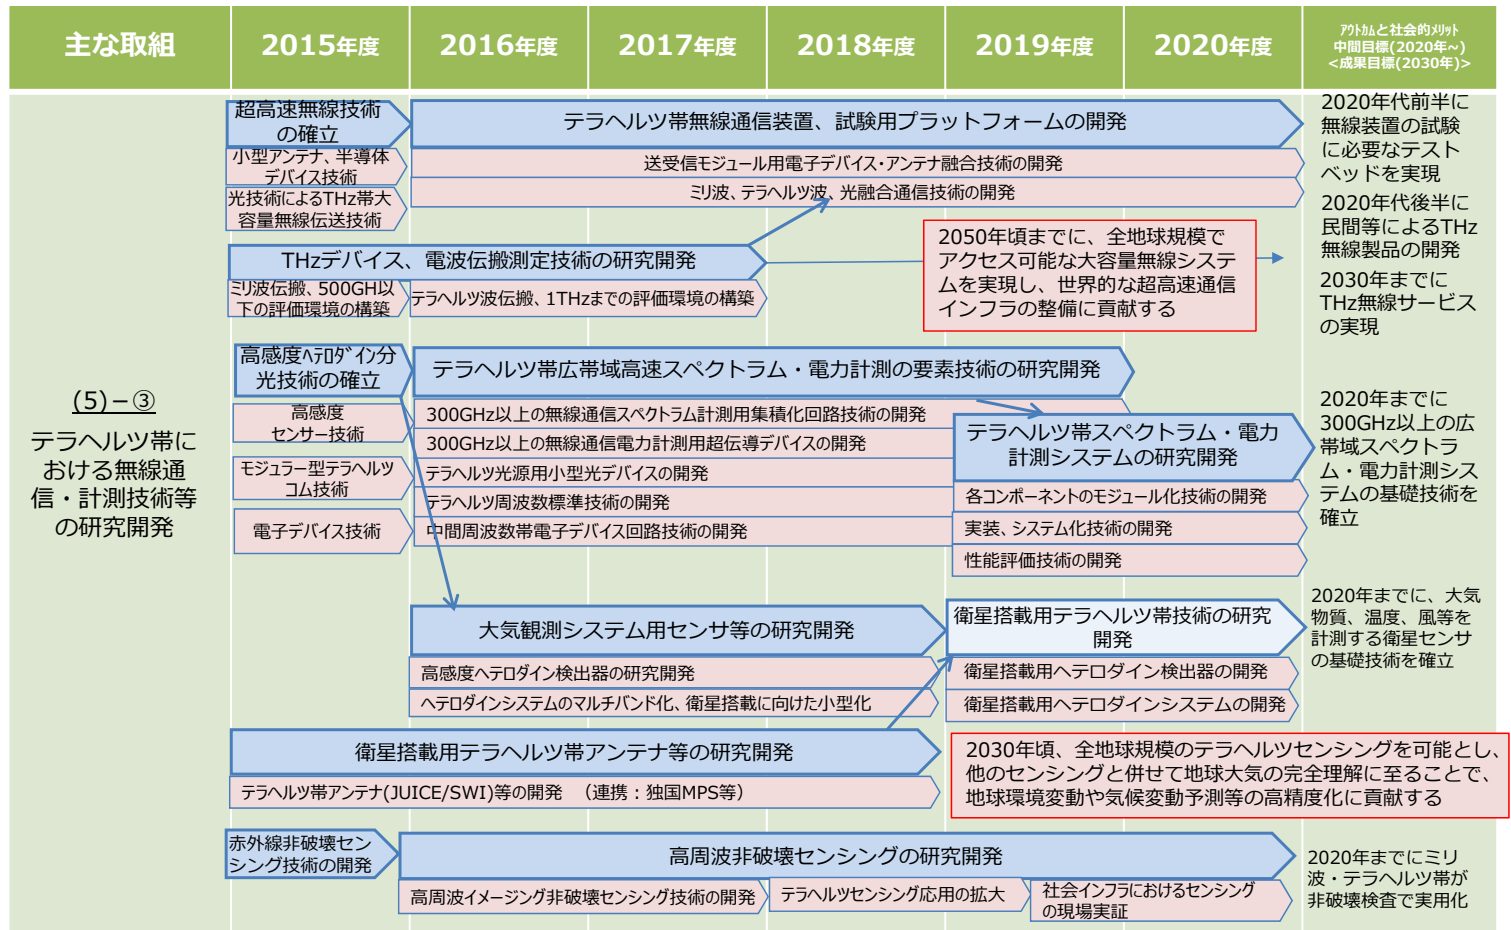 主な取組
2015年度
2016年度
2017年度
2018年度
2019年度
2020年度
ｱｳﾄｶﾑと社会的ﾒﾘｯﾄ
中間目標(2020年~)
<成果目標(2030年)>
(5)－③
テラヘルツ帯に
おける無線通
信・計測技術等
の研究開発
超高速無線技術
の確立
テラヘルツ帯無線通信装置、試験用プラットフォームの開発
小型アンテナ、半導体
デバイス技術
送受信モジュール用電子デバイス・アンテナ融合技術の開発
光技術によるTHz帯大
容量無線伝送技術
ミリ波、テラヘルツ波、光融合通信技術の開発
THzデバイス、電波伝搬測定技術の研究開発
ミリ波伝搬、500GH以
下の評価環境の構築
テラヘルツ波伝搬、1THzまでの評価環境の構築
2050年頃までに、全地球規模で
アクセス可能な大容量無線システ
ムを実現し、世界的な超高速通信
インフラの整備に貢献する
2020年代前半に
無線装置の試験
に必要なテスト
ベッドを実現
2020年代後半に
民間等によるTHz
無線製品の開発
2030年までに
THz無線サービス
の実現
高感度ﾍﾃﾛﾀﾞｲﾝ分
光技術の確立
テラヘルツ帯広帯域高速スペクトラム・電力計測の要素技術の研究開発
高感度
センサー技術
300GHz以上の無線通信スペクトラム計測用集積化回路技術の開発
300GHz以上の無線通信電力計測用超伝導デバイスの開発
モジュラー型テラヘルツ
コム技術
テラヘルツ光源用小型光デバイスの開発
テラヘルツ周波数標準技術の開発
電子デバイス技術
中間周波数帯電子デバイス回路技術の開発
テラヘルツ帯スペクトラム・電力
計測システムの研究開発
各コンポーネントのモジュール化技術の開発
実装、システム化技術の開発
性能評価技術の開発
2020年までに
300GHz以上の広
帯域スペクトラ
ム・電力計測シス
テムの基礎技術を
確立
大気観測システム用センサ等の研究開発
衛星搭載用テラヘルツ帯技術の研究
開発
高感度ヘテロダイン検出器の研究開発
衛星搭載用ヘテロダイン検出器の開発
ヘテロダインシステムのマルチバンド化、衛星搭載に向けた小型化
衛星搭載用ヘテロダインシステムの開発
2020年までに、大気
物質、温度、風等を
計測する衛星センサ
の基礎技術を確立
衛星搭載用テラヘルツ帯アンテナ等の研究開発
テラヘルツ帯アンテナ(JUICE/SWI)等の開発　（連携：独国MPS等）
2030年頃、全地球規模のテラヘルツセンシングを可能とし、
他のセンシングと併せて地球大気の完全理解に至ることで、
地球環境変動や気候変動予測等の高精度化に貢献する
赤外線非破壊セン
シング技術の開発
高周波非破壊センシングの研究開発
高周波イメージング非破壊センシング技術の開発
テラヘルツセンシング応用の拡大
社会インフラにおけるセンシング
の現場実証
2020年までにミリ
波・テラヘルツ帯が
非破壊検査で実用化